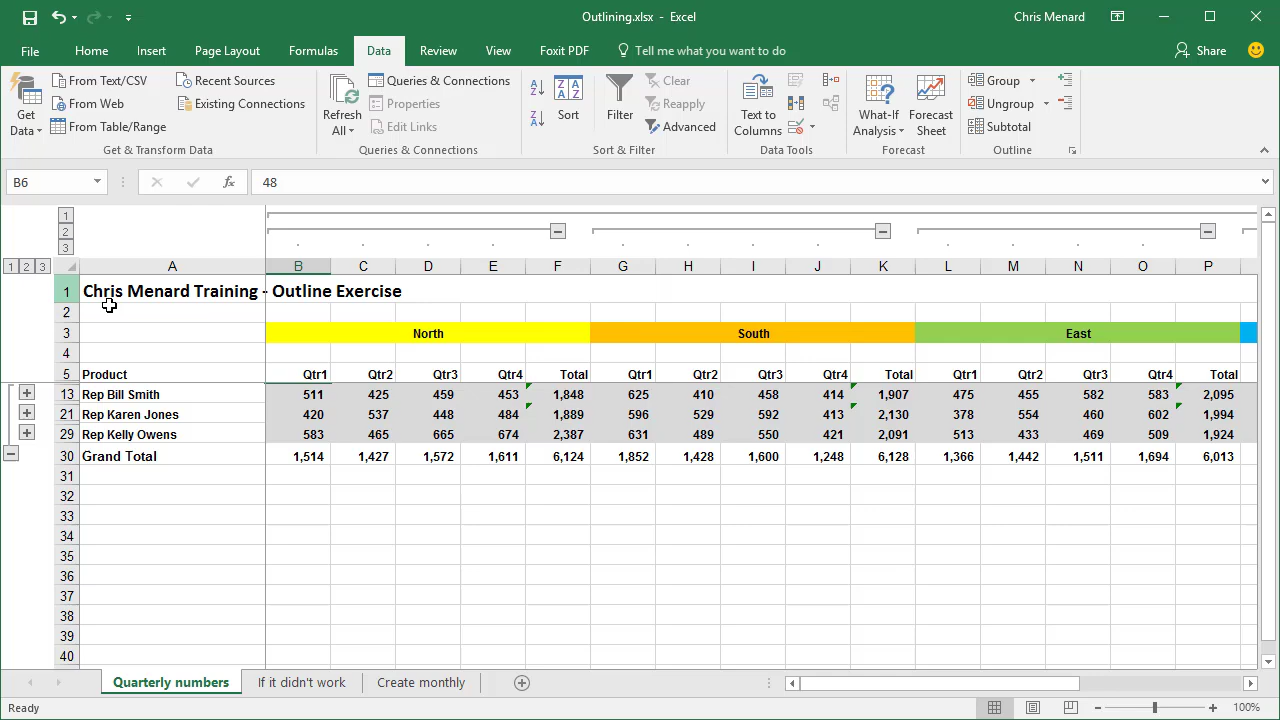 Outlining.xlsx - Excel
Chris Menard
File Home Insert Page Layout Formulas Data Review View Foxit PDF Tell me what you want to do Share
Get Data
From Text/CSV
From Web
From Table/Range
Recent Sources
Existing Connections
Get & Transform Data
Refresh All
Queries & Connections
Properties
Edit Links
Queries & Connections
Sort
Filter
Clear
Reapply
Advanced
Sort & Filter
Text to Columns
Data Tools
What-If Analysis
Forecast Sheet
Forecast
Group
Ungroup
Subtotal
Outline
B6 fx 48
1
2
3
1 2 3 A B C D E F G H I J K L M N O P
1 Chris Menard Training - Outline Exercise
2
3 North South East
4
5 Product Qtr1 Qtr2 Qtr3 Qtr4 Total Qtr1 Qtr2 Qtr3 Qtr4 Total Qtr1 Qtr2 Qtr3 Qtr4 Total
13 Rep Bill Smith 511 425 459 453 1,848 625 410 458 414 1,907 475 455 582 583 2,095
21 Rep Karen Jones 420 537 448 484 1,889 596 529 592 413 2,130 378 554 460 602 1,994
29 Rep Kelly Owens 583 465 665 674 2,387 631 489 550 421 2,091 513 433 469 509 1,924
30 Grand Total 1,514 1,427 1,572 1,611 6,124 1,852 1,428 1,600 1,248 6,128 1,366 1,442 1,511 1,694 6,013
31
32
33
34
35
36
37
38
39
40
Quarterly numbers If it didn't work Create monthly
Ready 100%